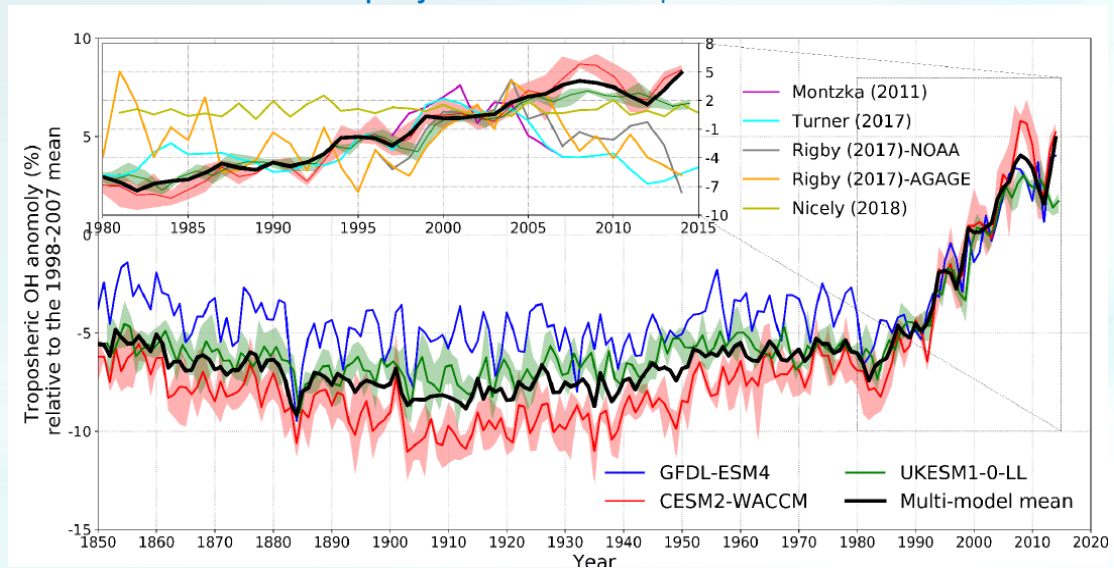 10
5
0
-5
-10
-15
Troposheric OH anomoly (%)
relative to the 1998-2007 mean
8
5
2
-1
-4
-7
-10
1980
1985
1990
1995
2000
2005
2010
2015
Montzka (2011)
Turner (2017)
Rigby (2017)-NOAA
Rigby (2017)-AGAGE
Nicely (2018)
GFDL-ESM4
UKESM1-0-LL
CESM2-WACCM
Multi-model mean
1850 1860 1870 1880 1890 1900 1910 1920 1930 1940 1950 1960 1970 1980 1990 2000 2010 2020
Year